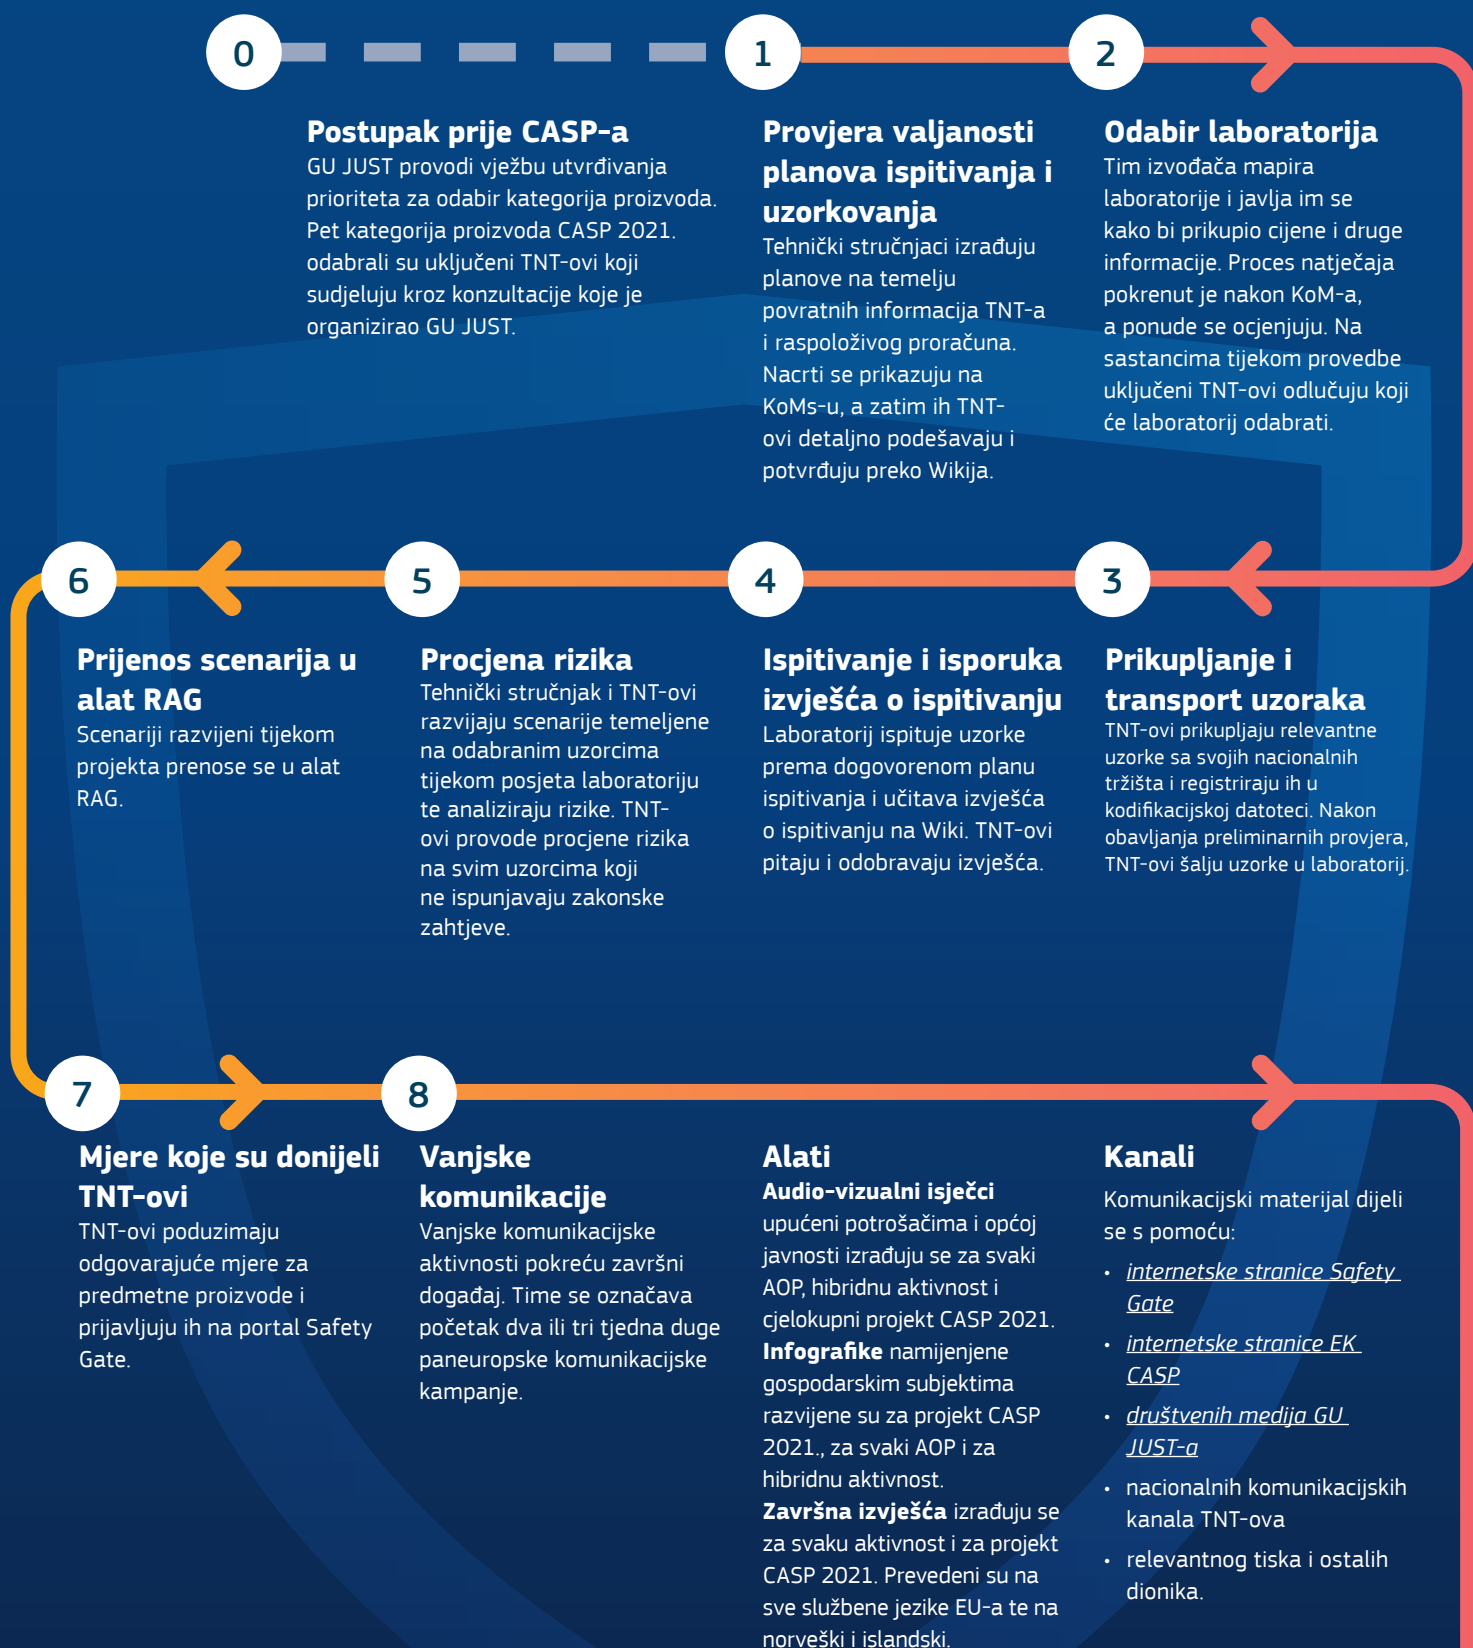 0
Postupak prije CASP-a
GU JUST provodi vježbu utvrđivanja
prioriteta za odabir kategorija proizvoda.
Pet kategorija proizvoda CASP 2021.
odabrali su uključeni TNT-ovi koji
sudjeluju kroz konzultacije koje je
organizirao GU JUST.
1
Provjera valjanosti
planova ispitivanja i
uzorkovanja
Tehnički stručnjaci izrađuju
planove na temelju
povratnih informacija TNT-a
i raspoloživog proračuna.
Nacrti se prikazuju na
KoMs-u, a zatim ih TNT-
ovi detaljno podešavaju i
potvrđuju preko Wikija.
2
Odabir laboratorija
Tim izvođača mapira
laboratorije i javlja im se
kako bi prikupio cijene i druge
informacije. Proces natječaja
pokrenut je nakon KoM-a,
a ponude se ocjenjuju. Na
sastancima tijekom provedbe
uključeni TNT-ovi odlučuju koji
će laboratorij odabrati.
3
Prikupljanje i
transport uzoraka
TNT-ovi prikupljaju relevantne
uzorke sa svojih nacionalnih
tržišta i registriraju ih u
kodifikacijskoj datoteci. Nakon
obavljanja preliminarnih provjera,
TNT-ovi šalju uzorke u laboratorij.
4
Ispitivanje i isporuka
izvješća o ispitivanju
Laboratorij ispituje uzorke
prema dogovorenom planu
ispitivanja i učitava izvješća
o ispitivanju na Wiki. TNT-ovi
pitaju i odobravaju izvješća.
5
Procjena rizika
Tehnički stručnjak i TNT-ovi
razvijaju scenarije temeljene
na odabranim uzorcima
tijekom posjeta laboratoriju
te analiziraju rizike. TNT-
ovi provode procjene rizika
na svim uzorcima koji
ne ispunjavaju zakonske
zahtjeve.
6
Prijenos scenarija u
alat RAG
Scenariji razvijeni tijekom
projekta prenose se u alat
RAG.
7
Mjere koje su donijeli
TNT-ovi
TNT-ovi poduzimaju
odgovarajuće mjere za
predmetne proizvode i
prijavljuju ih na portal Safety
Gate.
8
Vanjske
komunikacije
Vanjske komunikacijske
aktivnosti pokreću završni
događaj. Time se označava
početak dva ili tri tjedna duge
paneuropske komunikacijske
kampanje.
Alati
Audio-vizualni isječci
upućeni potrošačima i općoj
javnosti izrađuju se za svaki
AOP, hibridnu aktivnost i
cjelokupni projekt CASP 2021.
Infografike namijenjene
gospodarskim subjektima
razvijene su za projekt CASP
2021., za svaki AOP i za
hibridnu aktivnost.
Završna izvješća izrađuju se
za svaku aktivnost i za projekt
CASP 2021. Prevedeni su na
sve službene jezike EU-a te na
norveški i islandski.
Kanali
Komunikacijski materijal dijeli
se s pomoću:
• internetske stranice Safety
Gate
• internetske stranice EK
CASP
• društvenih medija GU
JUST-a
• nacionalnih komunikacijskih
kanala TNT-ova
• relevantnog tiska i ostalih
dionika.